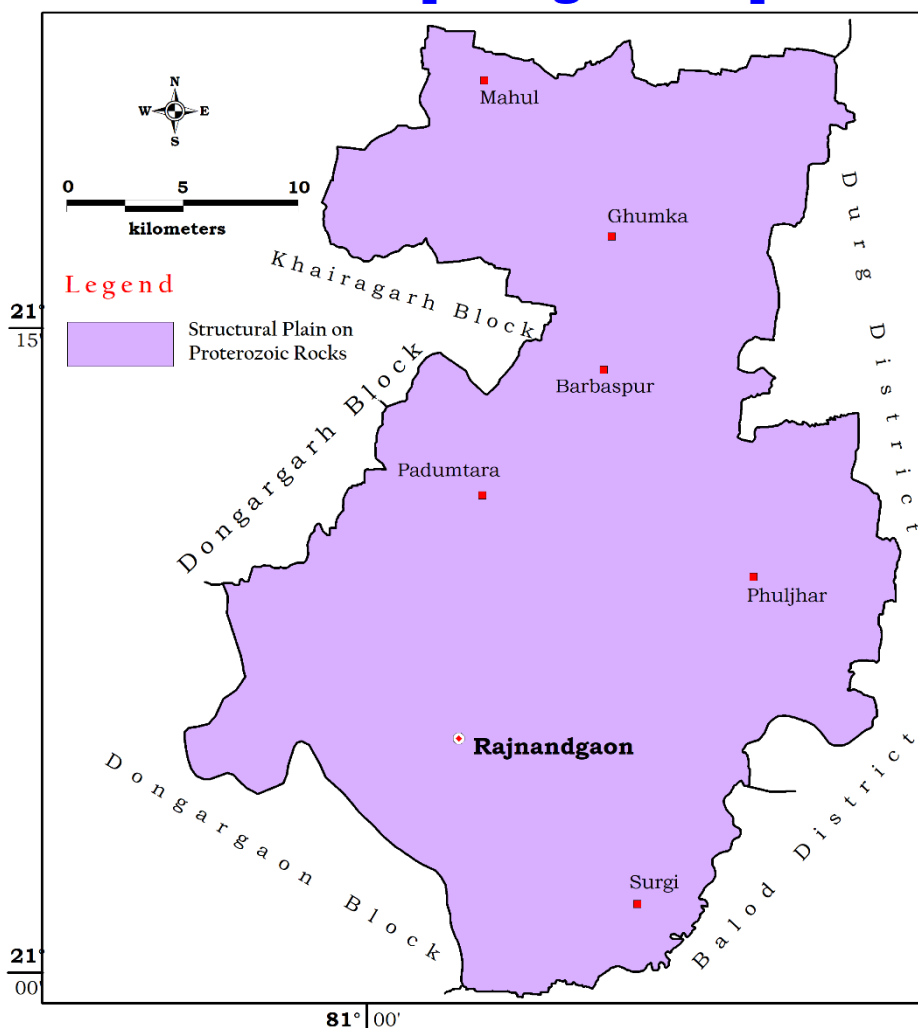 N
W E
S
Mahul
0 5 10
kilometers
Ghumka
Khairagarh Block
Legend
21°
15'
Structural Plain on
Proterozoic Rocks
Durg District
Barbaspur
Dongargarh Block
Padumtara
Phuljhar
Rajnandgaon
Dongargaon Block
Balod District
Surgi
21°
00'
81° 00'